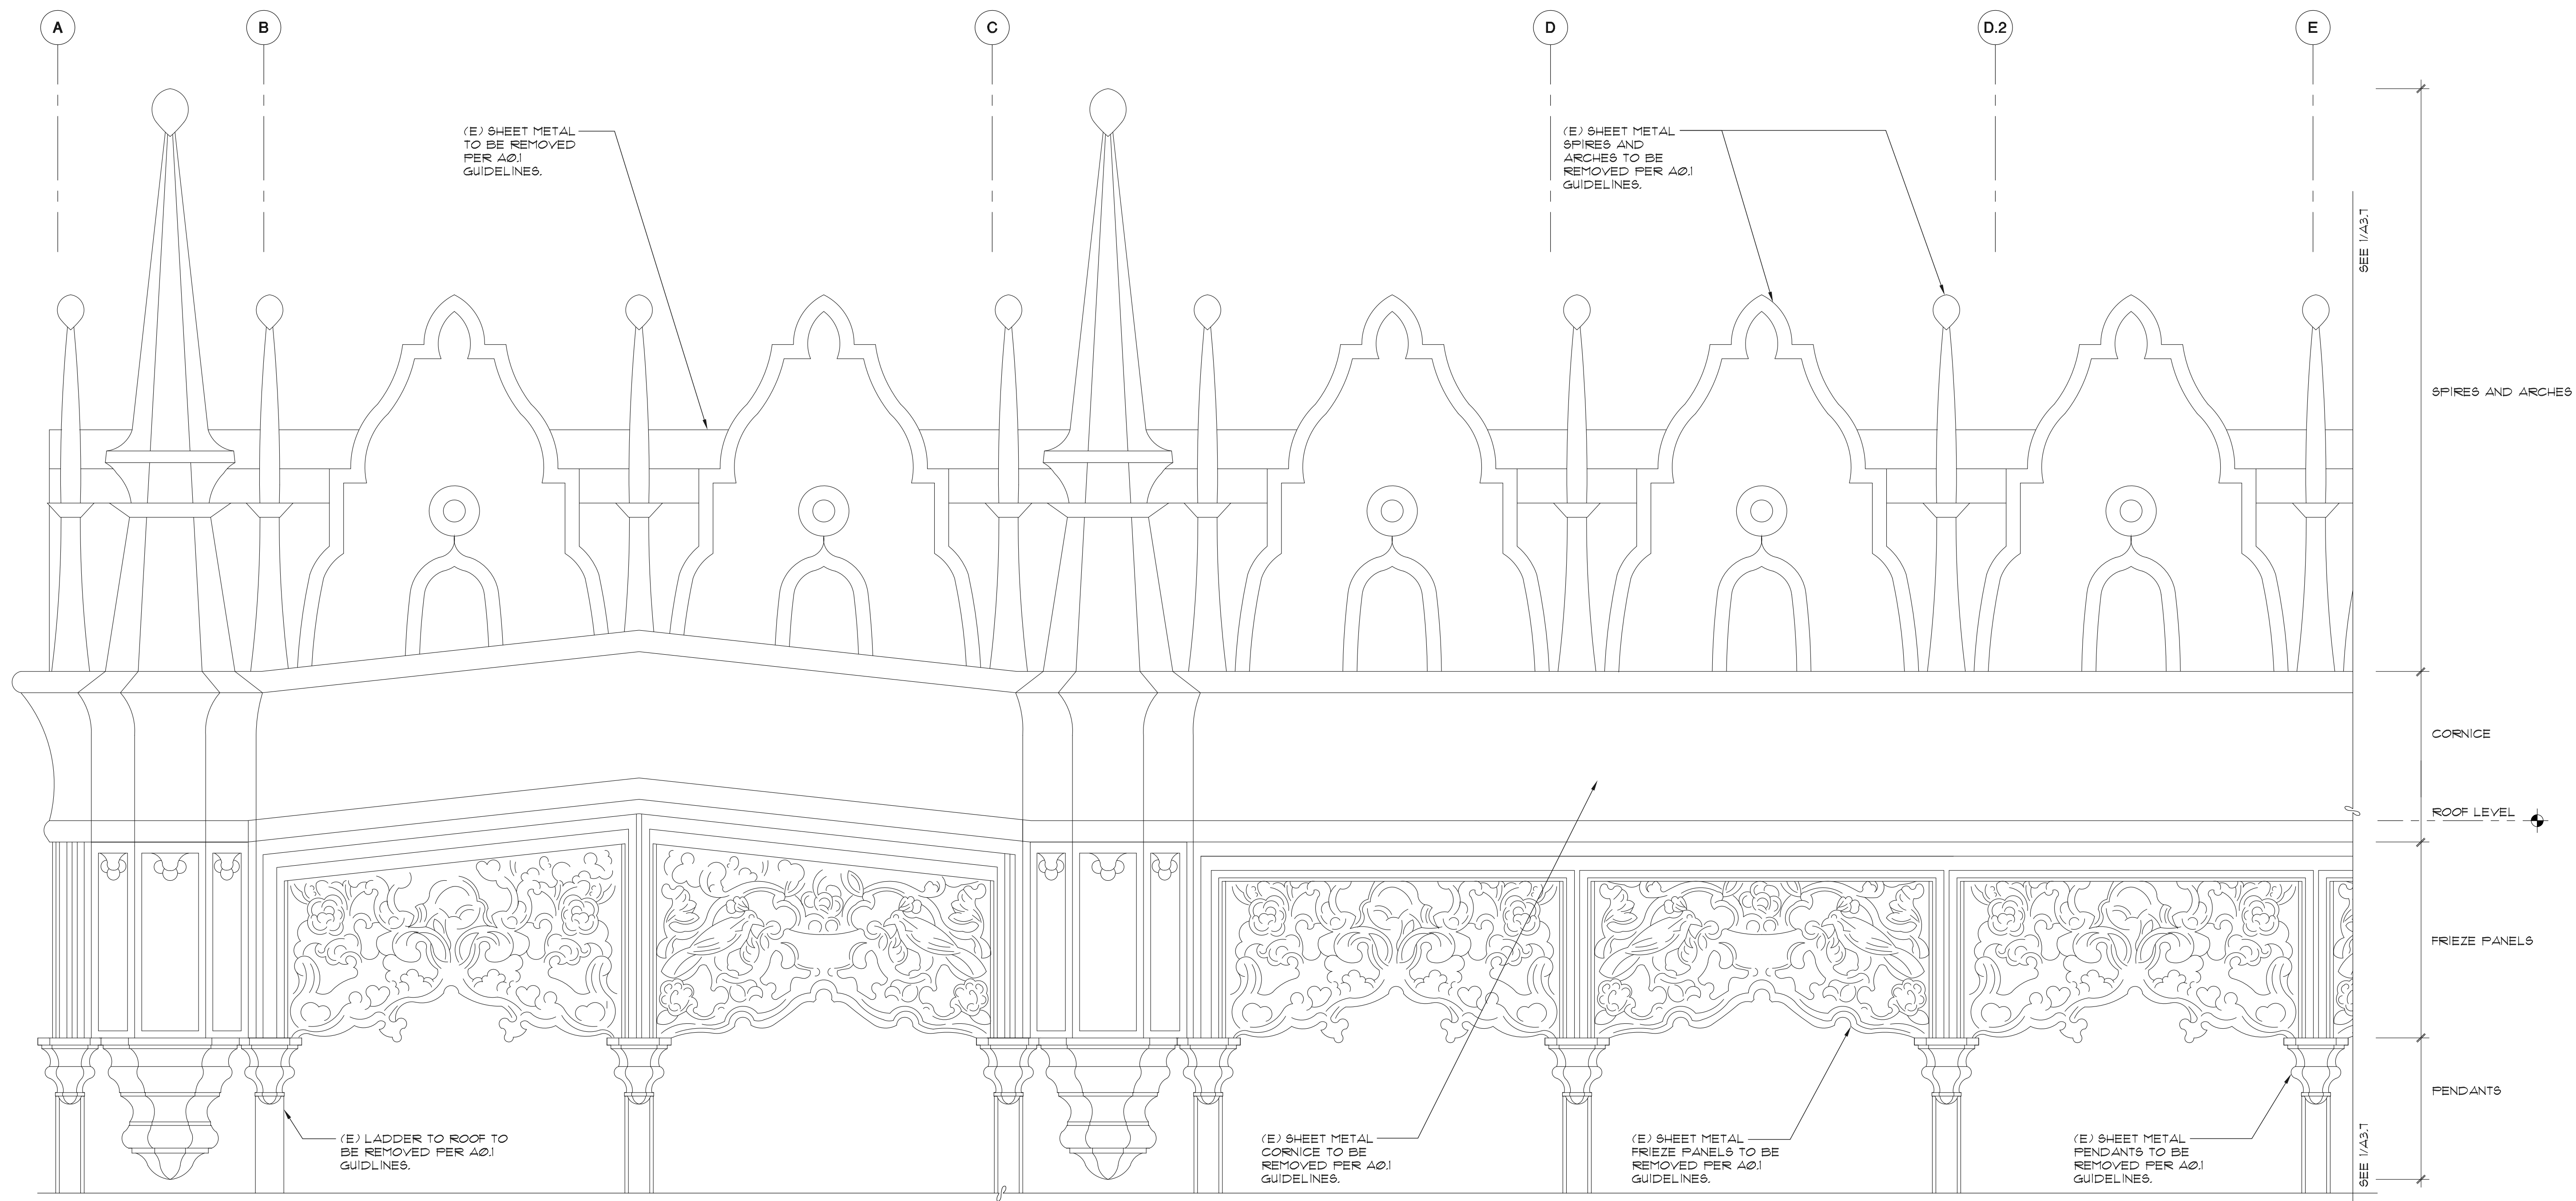 A
B
C
D
D.2
E
(E) SHEET METAL
TO BE REMOVED
PER A0.1
GUIDELINES.
(E) SHEET METAL
SPIRES AND
ARCHES TO BE
REMOVED PER A0.1
GUIDELINES.
SEE 1/A3.7
SPIRES AND ARCHES
CORNICE
ROOF LEVEL
FRIEZE PANELS
PENDANTS
(E) LADDER TO ROOF TO
BE REMOVED PER A0.1
GUIDLINES.
(E) SHEET METAL
CORNICE TO BE
REMOVED PER A0.1
GUIDELINES.
(E) SHEET METAL
FRIEZE PANELS TO BE
REMOVED PER A0.1
GUIDELINES.
(E) SHEET METAL
PENDANTS TO BE
REMOVED PER A0.1
GUIDELINES.
SEE 1/A3.7